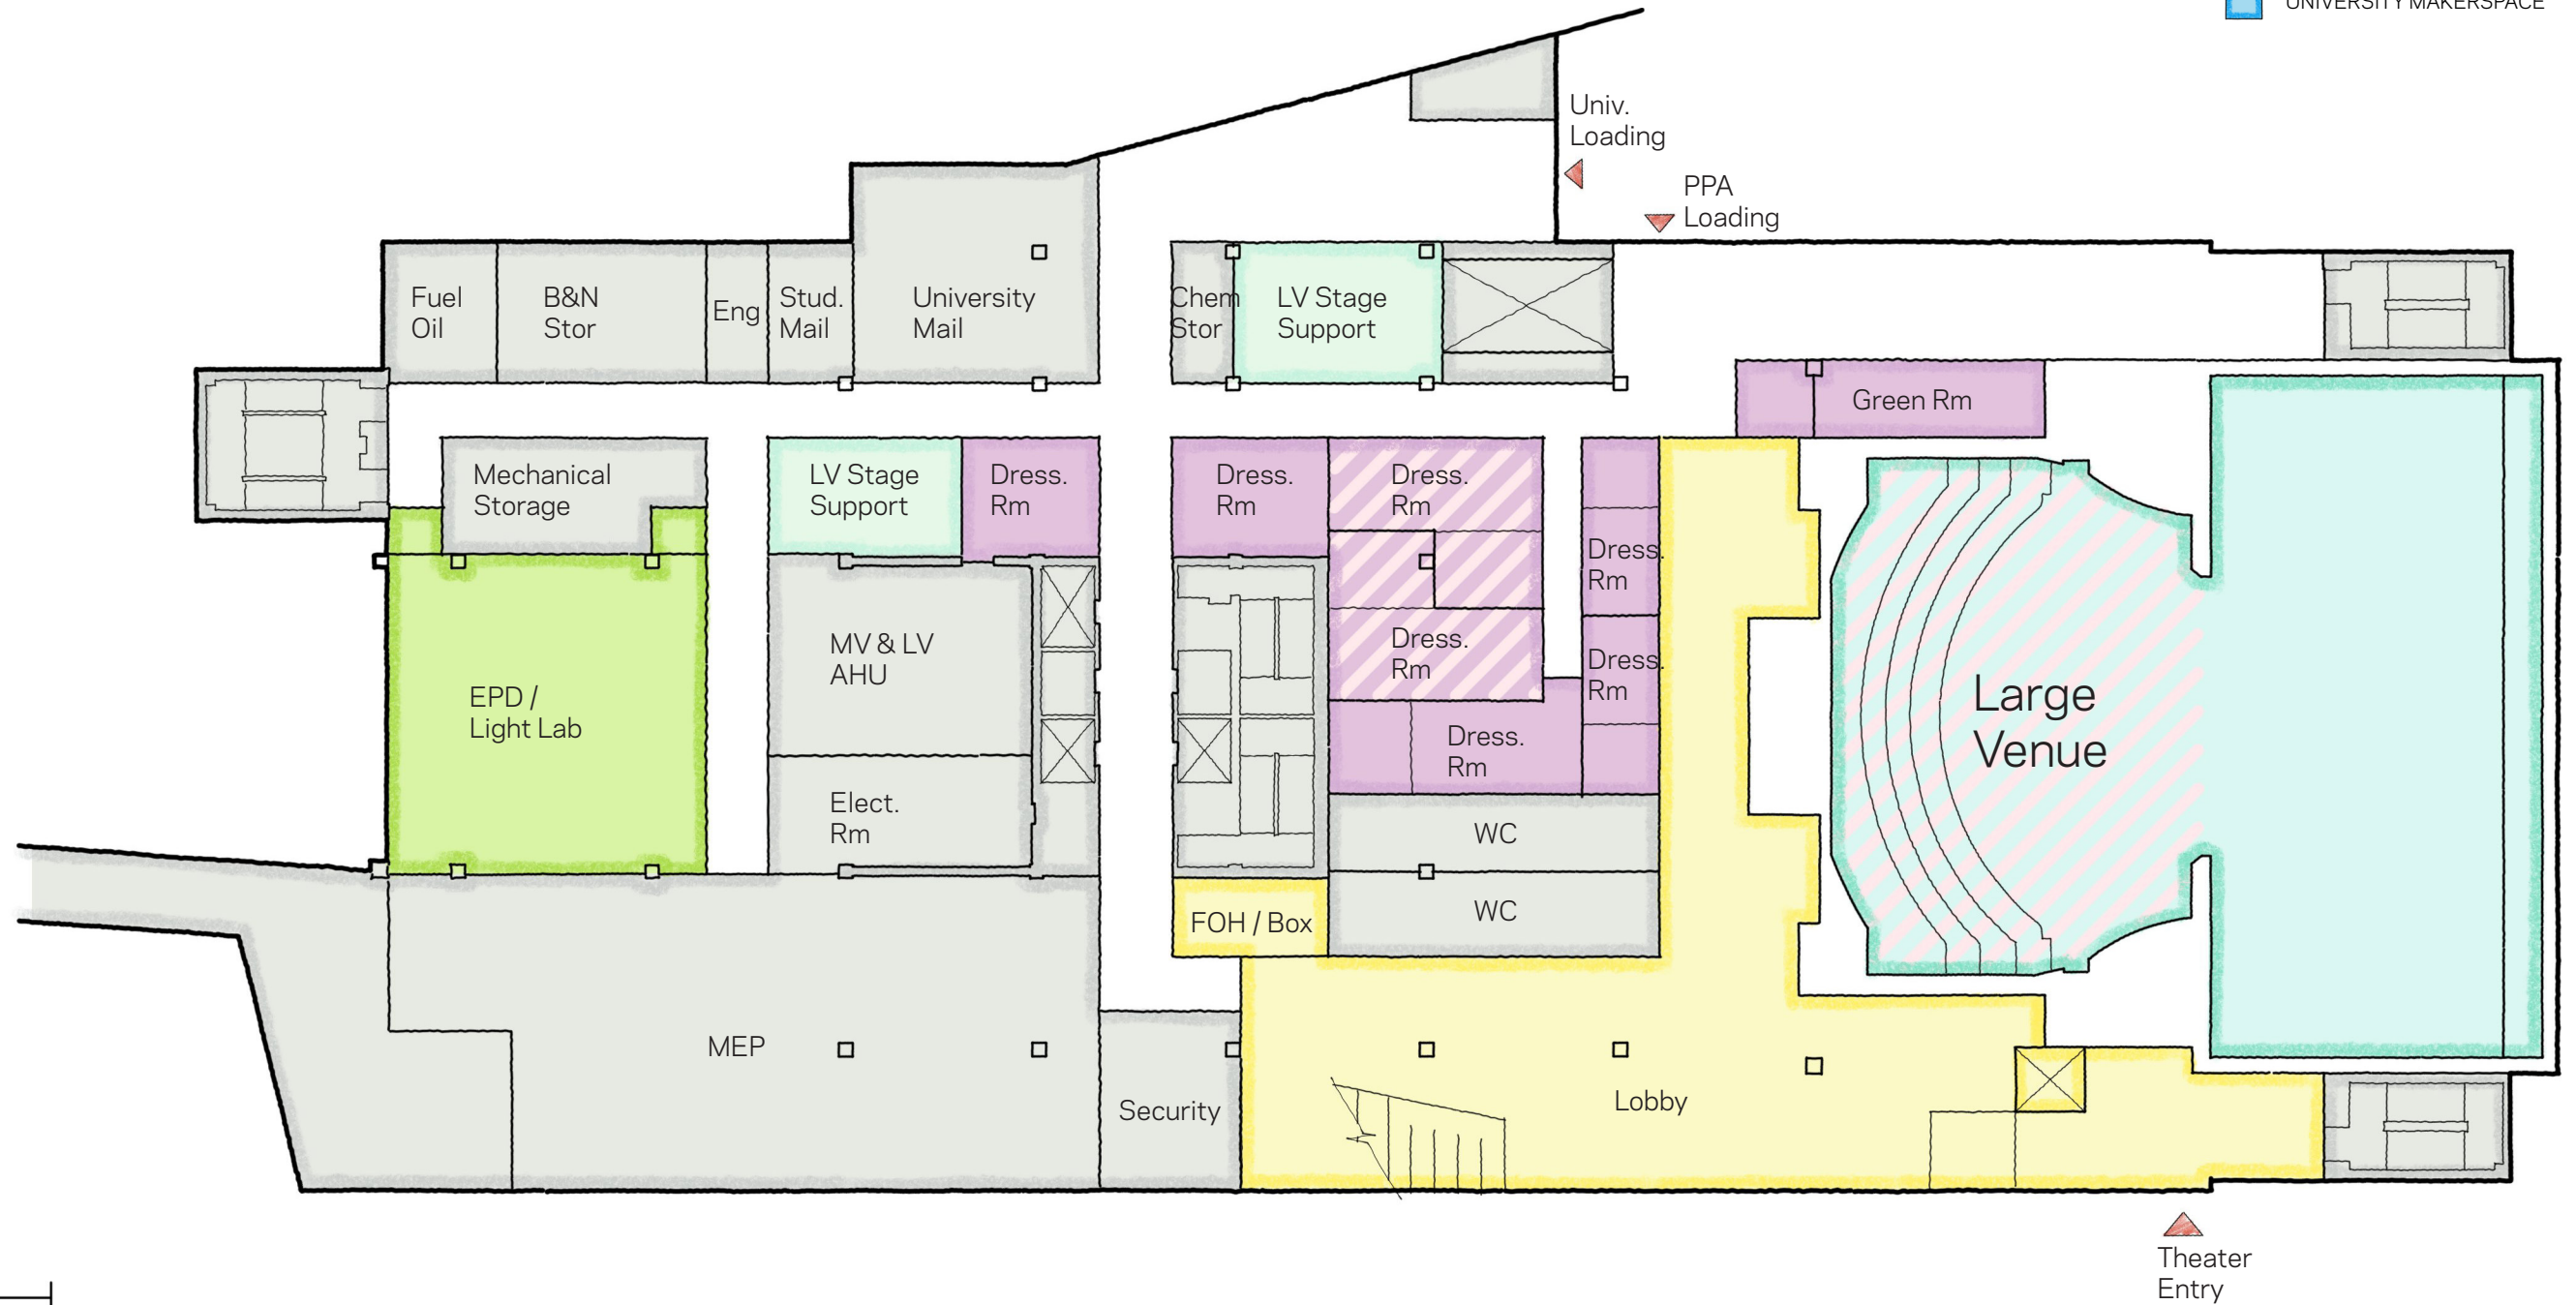 UNIVERSITY MAKERSPACE
Univ.
Loading
PPA
Loading
Fuel
Oil
B&N
Stor
Eng
Stud.
Mail
University
Mail
Chem
Stor
LV Stage
Support
Green Rm
Mechanical
Storage
LV Stage
Support
Dress.
Rm
Dress.
Rm
Dress.
Rm
Dress.
Rm
MV & LV
AHU
Dress.
Rm
Dress.
Rm
EPD /
Light Lab
Large
Venue
Dress.
Rm
Elect.
Rm
WC
WC
FOH / Box
MEP
Security
Lobby
Theater
Entry